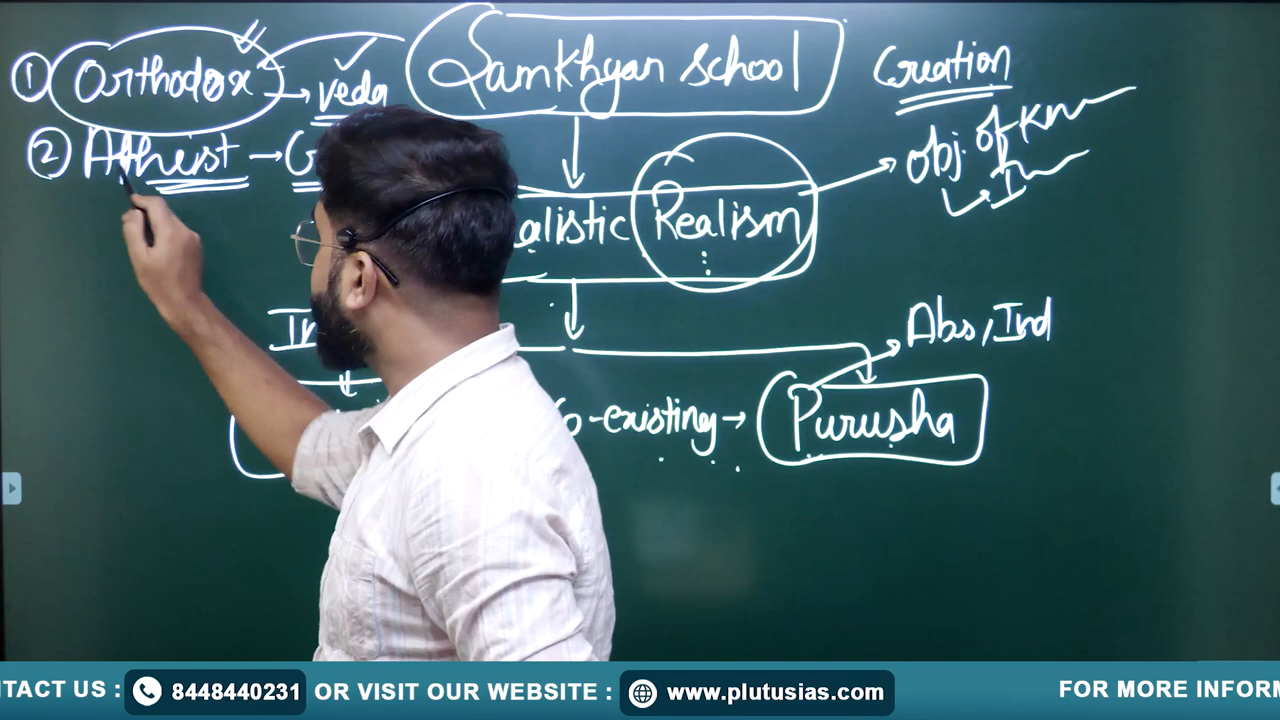 ① Orthodox → veda
Samkhyan school
Creation
② Atheist →
obj. of Kn
I
alistic Realism
Abs, Ind
-existing → Purusha
NTACT US : 8448440231 OR VISIT OUR WEBSITE : www.plutusias.com FOR MORE INFORM